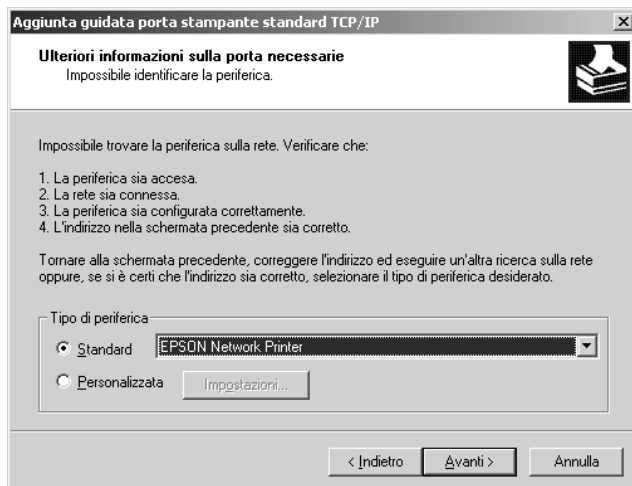 Aggiunta guidata porta stampante standard TCP/IP
Ulteriori informazioni sulla porta necessarie
Impossibile identificare la periferica.
Impossibile trovare la periferica sulla rete. Verificare che:
1. La periferica sia accesa.
2. La rete sia connessa.
3. La periferica sia configurata correttamente.
4. L'indirizzo nella schermata precedente sia corretto.
Tornare alla schermata precedente, correggere l'indirizzo ed eseguire un'altra ricerca sulla rete
oppure, se si è certi che l'indirizzo sia corretto, selezionare il tipo di periferica desiderato.
Tipo di periferica
Standard EPSON Network Printer
Personalizzata Impostazioni...
< Indietro Avanti > Annulla